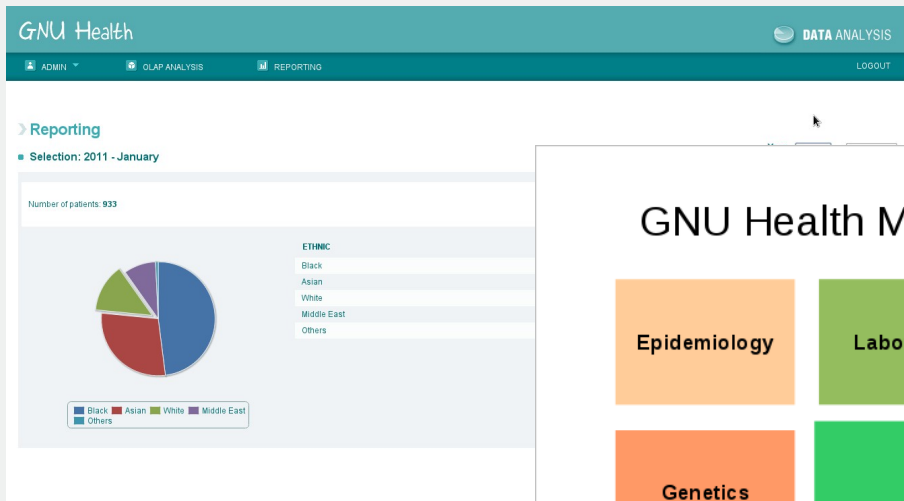 GNU Health
DATA ANALYSIS
ADMIN
OLAP ANALYSIS
REPORTING
LOGOUT
Reporting
Selection: 2011 - January
Number of patients: 933
ETHNIC
Black
Asian
White
Middle East
Others
Black Asian White Middle East
Others
GNU Health M
Epidemiology
Labo
Genetics